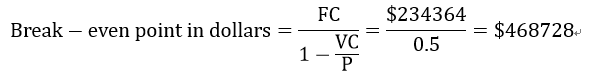 Break − even point in dollars = FC / (1 − VC/P) = $234364 / 0.5 = $468728↵